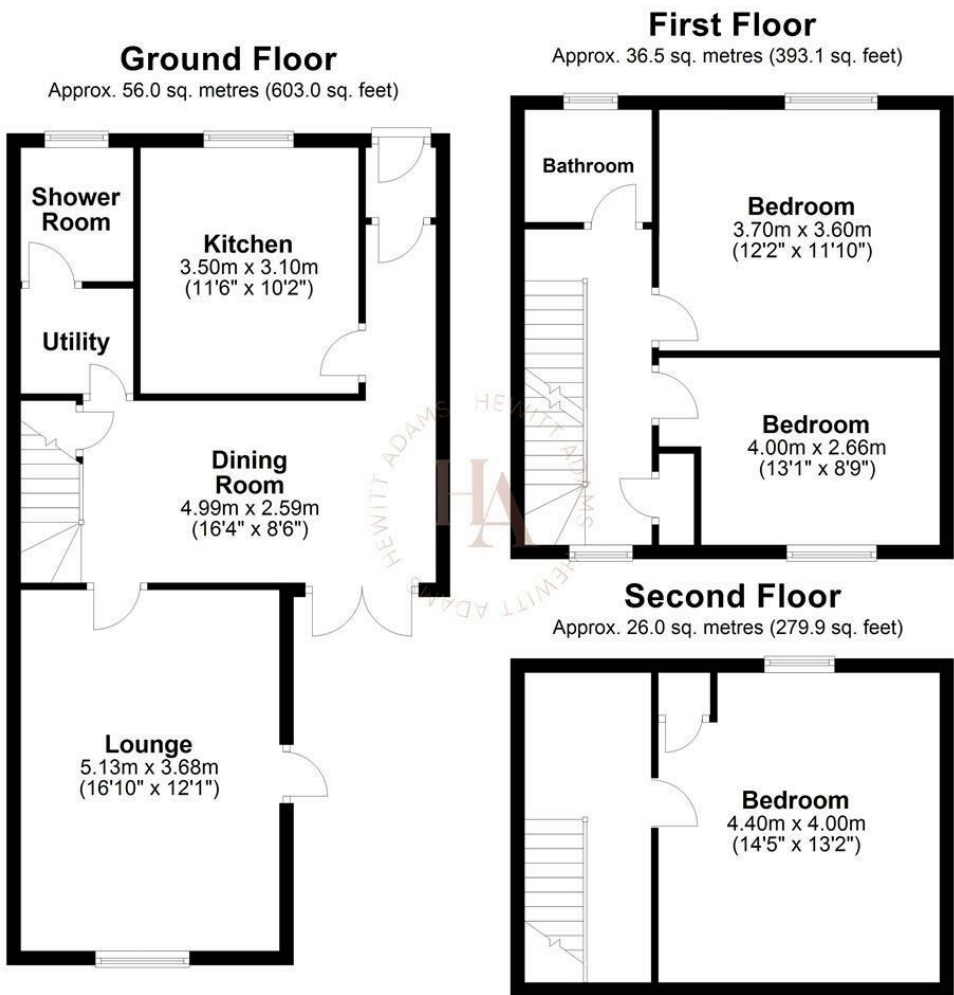 Ground Floor
Approx. 56.0 sq. metres (603.0 sq. feet)
Shower
Room
Kitchen
3.50m x 3.10m
(11'6" x 10'2")
Utility
Dining
Room
4.99m x 2.59m
(16'4" x 8'6")
Lounge
5.13m x 3.68m
(16'10" x 12'1")
First Floor
Approx. 36.5 sq. metres (393.1 sq. feet)
Bathroom
Bedroom
3.70m x 3.60m
(12'2" x 11'10")
Bedroom
4.00m x 2.66m
(13'1" x 8'9")
Second Floor
Approx. 26.0 sq. metres (279.9 sq. feet)
Bedroom
4.40m x 4.00m
(14'5" x 13'2")
HA
HEWITT ADAMS HEWITT ADAMS HEWITT ADAMS